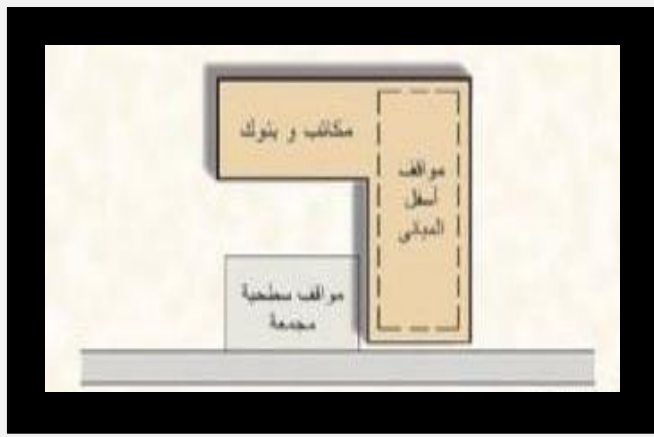 مكاتب و بنوك
مواقف
أسفل
المباني
مواقف سطحية
مجمعة